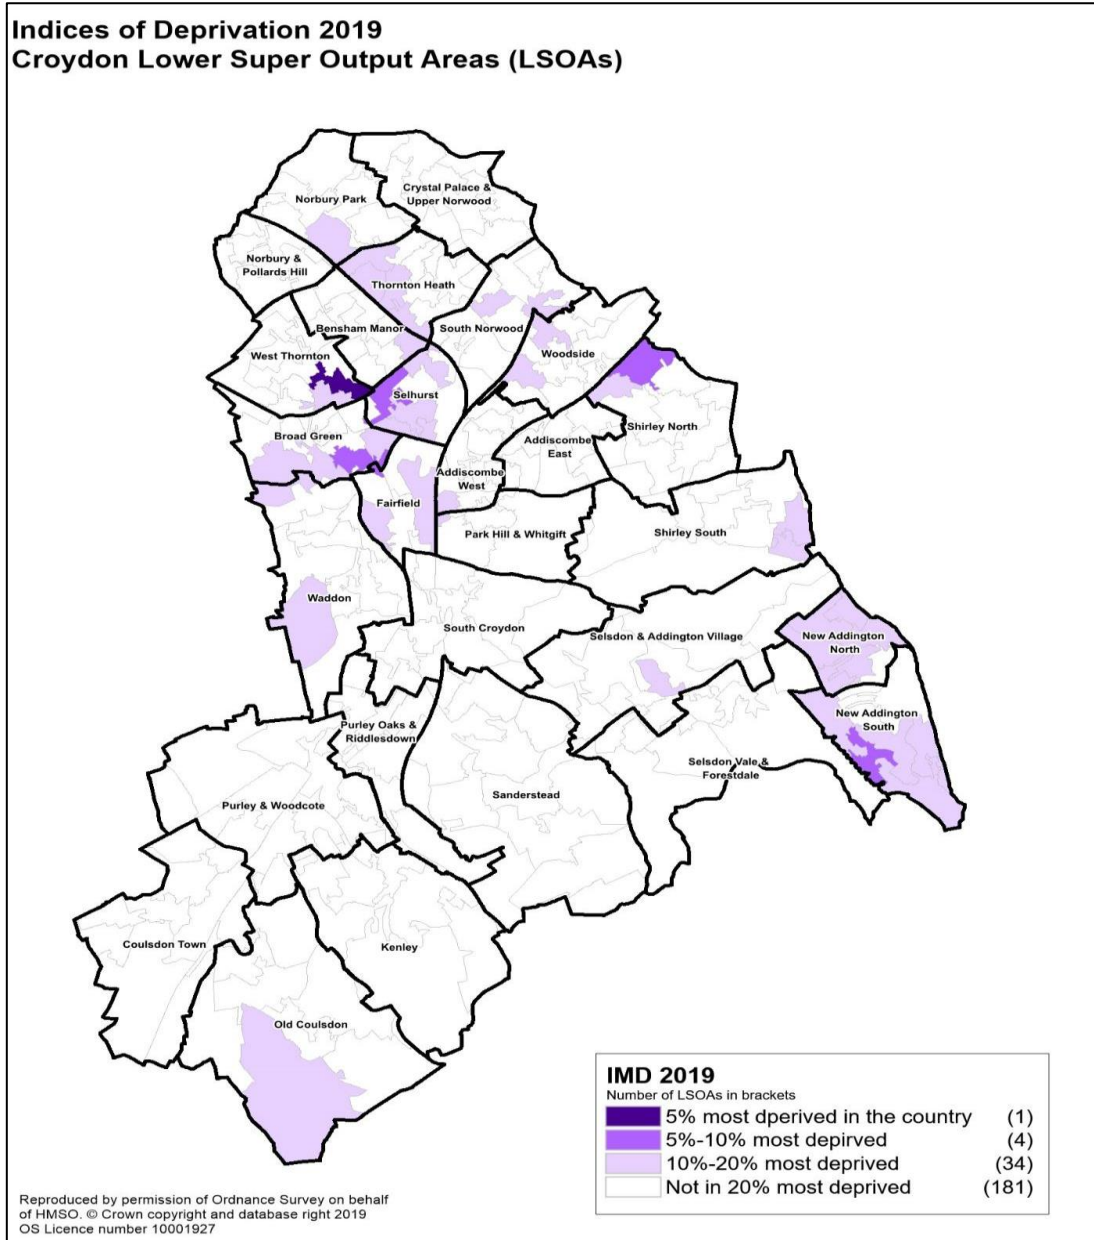 Indices of Deprivation 2019
Croydon Lower Super Output Areas (LSOAs)
Crystal Palace &
Upper Norwood
Norbury Park
Norbury &
Pollards Hill
Thornton Heath
Bensham Manor
South Norwood
West Thornton
Woodside
Selhurst
Broad Green
Shirley North
Addiscombe
East
Addiscombe
West
Fairfield
Park Hill & Whitgift
Shirley South
Waddon
South Croydon
Selsdon & Addington Village
New Addington
North
New Addington
South
Purley Oaks &
Riddlesdown
Selsdon Vale &
Forestdale
Sanderstead
Purley & Woodcote
Coulsdon Town
Kenley
Old Coulsdon
IMD 2019
Number of LSOAs in brackets
5% most dperived in the country (1)
5%-10% most depirved (4)
10%-20% most deprived (34)
Not in 20% most deprived (181)
Reproduced by permission of Ordnance Survey on behalf
of HMSO. © Crown copyright and database right 2019
OS Licence number 10001927